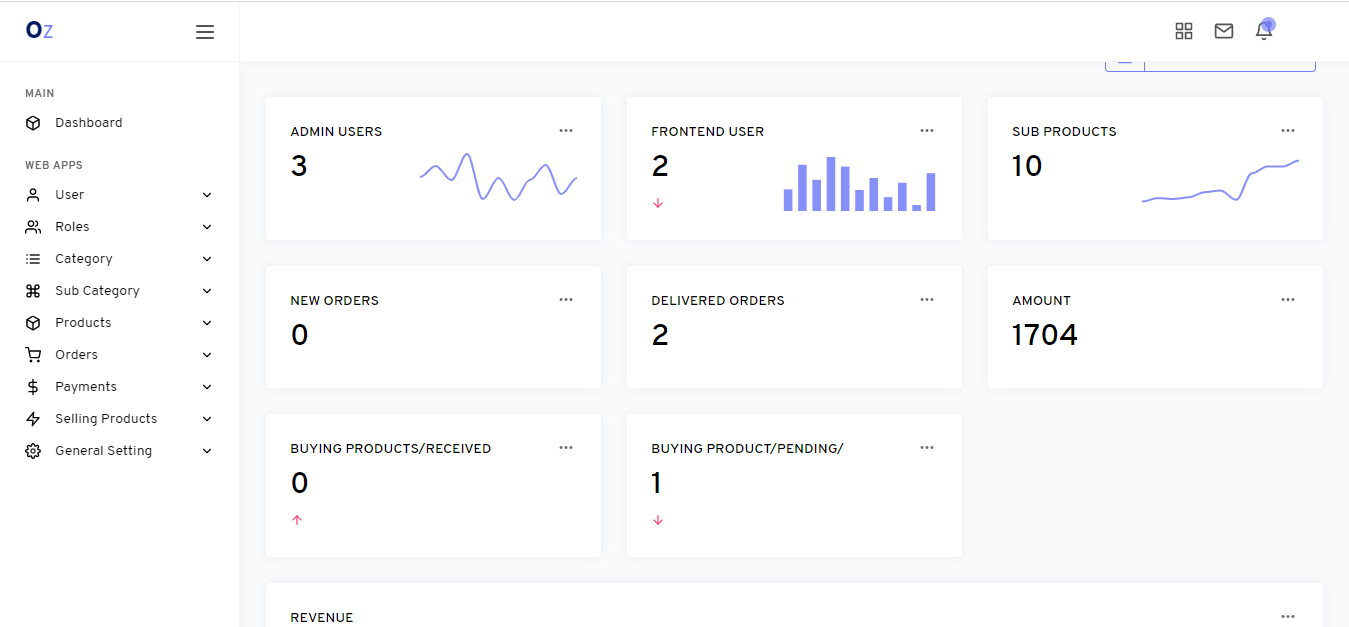 Oz
MAIN
Dashboard
WEB APPS
User
Roles
Category
Sub Category
Products
Orders
Payments
Selling Products
General Setting
ADMIN USERS
3
FRONTEND USER
2
SUB PRODUCTS
10
NEW ORDERS
0
DELIVERED ORDERS
2
AMOUNT
1704
BUYING PRODUCTS/RECEIVED
0
BUYING PRODUCT/PENDING/
1
REVENUE